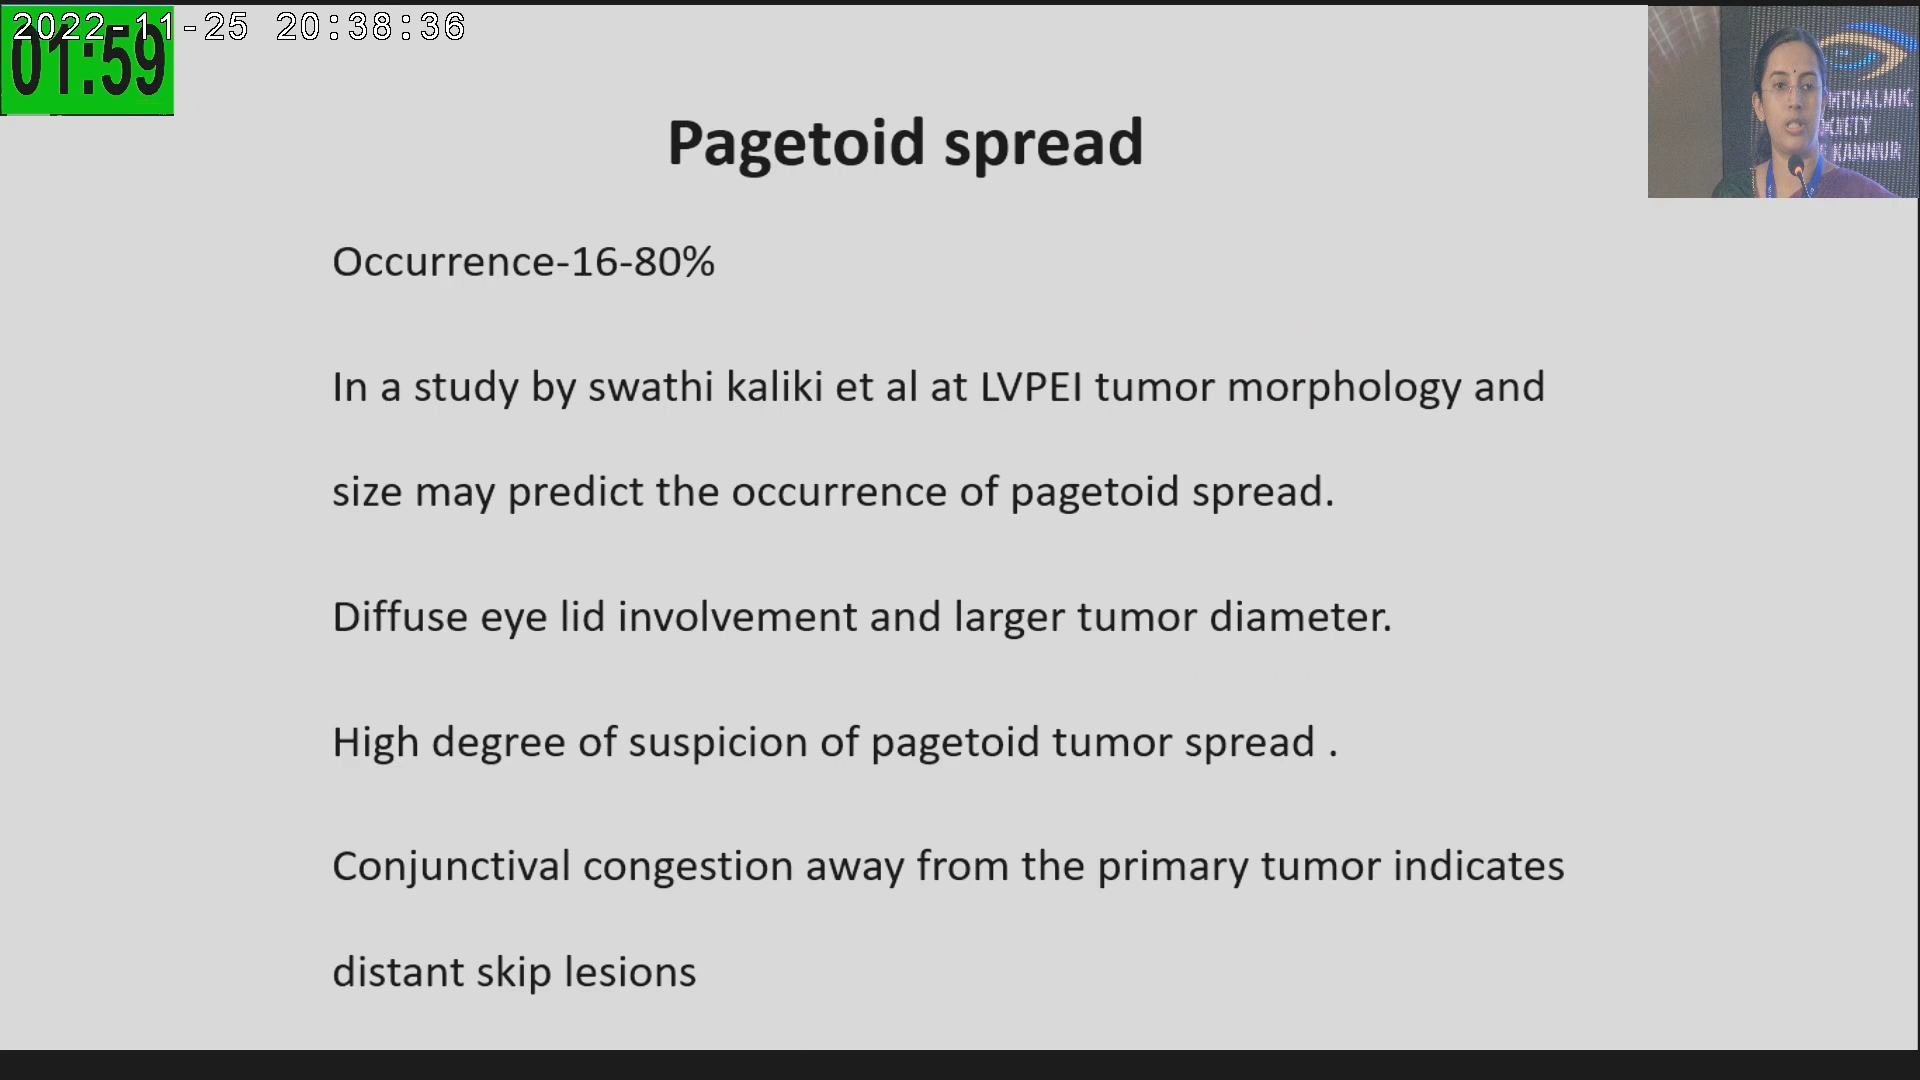 2022-11-25 20:38:36
01:59
Pagetoid spread
Occurrence-16-80%
In a study by swathi kaliki et al at LVPEI tumor morphology and
size may predict the occurrence of pagetoid spread.
Diffuse eye lid involvement and larger tumor diameter.
High degree of suspicion of pagetoid tumor spread .
Conjunctival congestion away from the primary tumor indicates
distant skip lesions
KANNUR